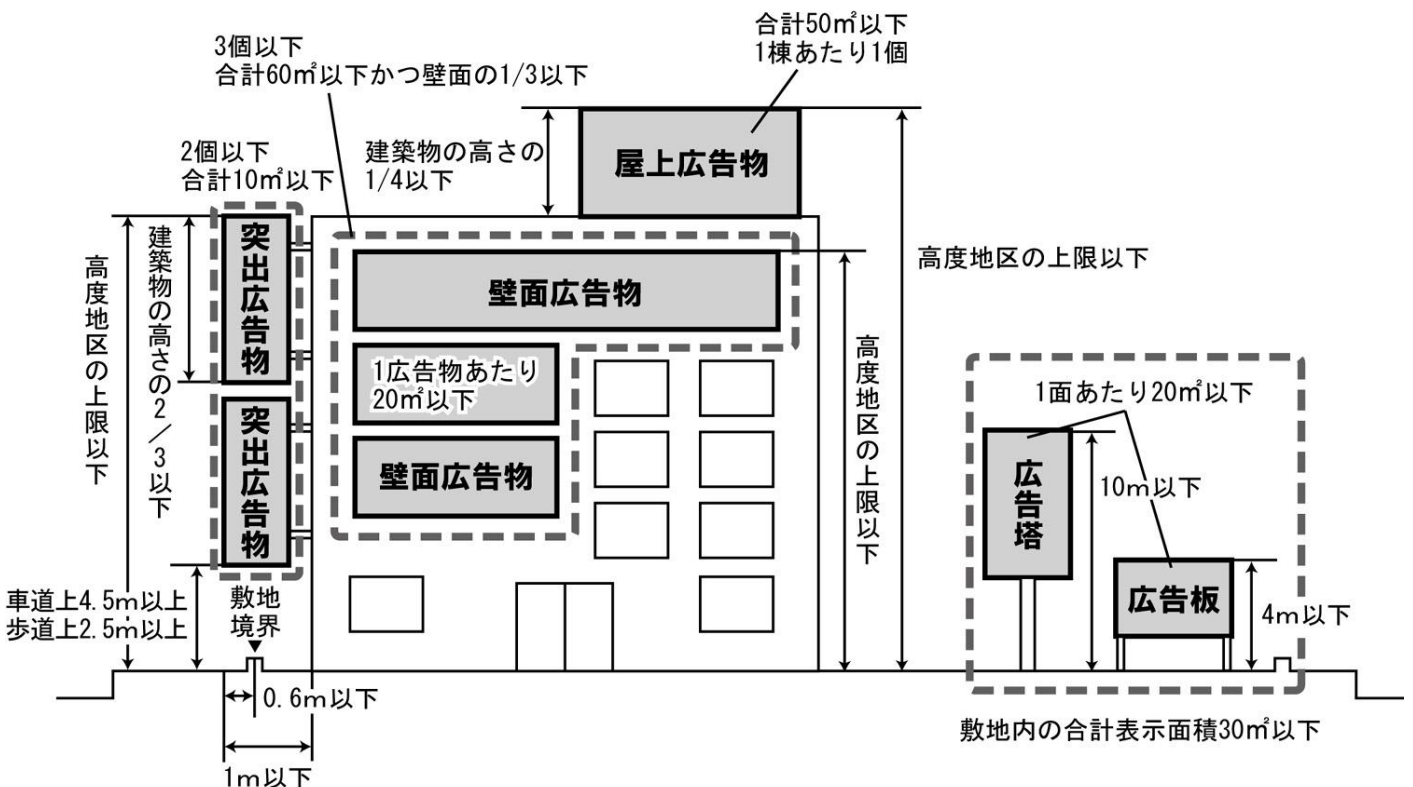 3個以下
合計60㎡以下かつ壁面の1/3以下
合計50㎡以下
1棟あたり1個
2個以下
合計10㎡以下
建築物の高さの
1/4以下
屋上広告物
突出広告物
建築物の高さの2/3以下
高度地区の上限以下
壁面広告物
高度地区の上限以下
1広告物あたり
20㎡以下
高度地区の上限以下
1面あたり20㎡以下
突出広告物
壁面広告物
広告塔
10m以下
広告板
4m以下
車道上4.5m以上
歩道上2.5m以上
敷地
境界
0.6m以下
1m以下
敷地内の合計表示面積30㎡以下